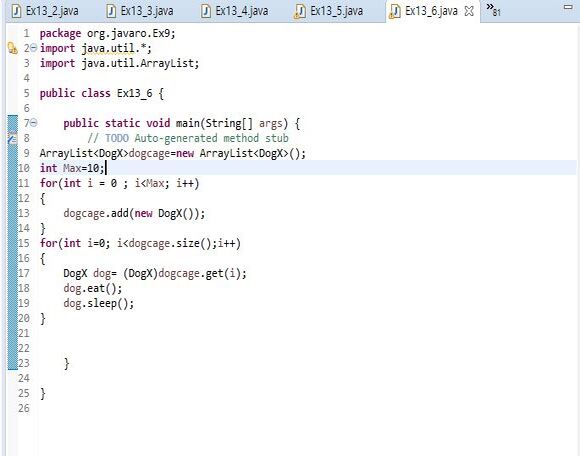 Ex13_2.java Ex13_3.java Ex13_4.java Ex13_5.java Ex13_6.java »81
1 package org.javaro.Ex9;
2 import java.util.*;
3 import java.util.ArrayList;
4
5 public class Ex13_6 {
6
7 public static void main(String[] args) {
8 // TODO Auto-generated method stub
9 ArrayList<DogX>dogcage=new ArrayList<DogX>();
10 int Max=10;
11 for(int i = 0 ; i<Max; i++)
12 {
13 dogcage.add(new DogX());
14 }
15 for(int i=0; i<dogcage.size();i++)
16 {
17 DogX dog= (DogX)dogcage.get(i);
18 dog.eat();
19 dog.sleep();
20 }
21
22
23 }
24
25 }
26